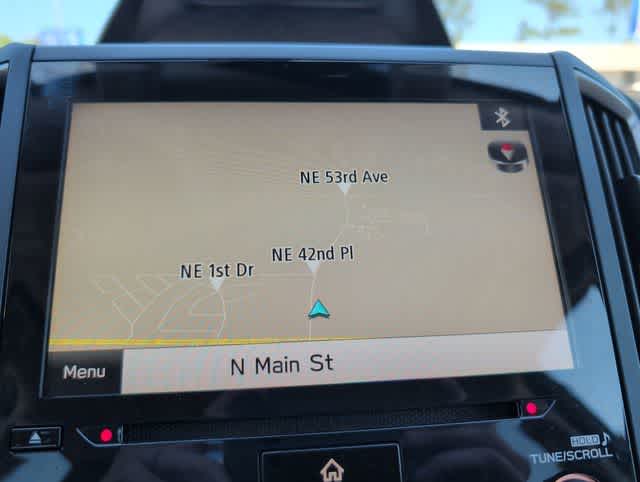 NE 53rd Ave
NE 42nd Pl
NE 1st Dr
Menu
N Main St
HOLD
TUNE/SCROLL